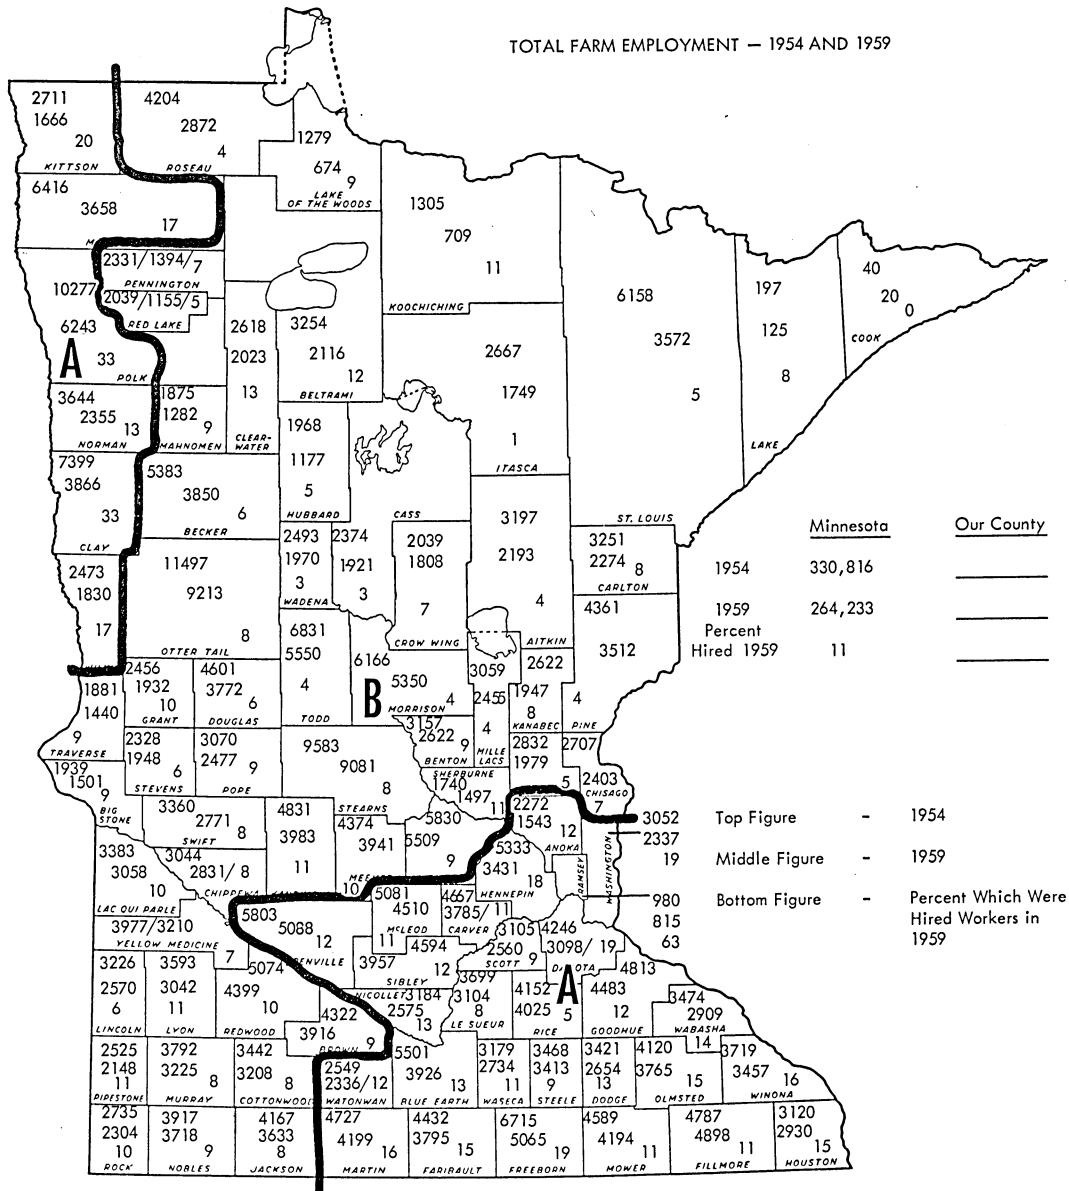 TOTAL FARM EMPLOYMENT — 1954 AND 1959
2711
1666
20
KITTSON
4204
2872
4
ROSEAU
1279
674
9
LAKE
OF THE WOODS
6416
3658
17
M
1305
709
11
KOOCHICHING
2331/1394/7
PENNINGTON
2039/1155/5
RED LAKE
10277
6243
A
33
POLK
2618
2023
13
CLEAR-
WATER
3254
2116
12
BELTRAMI
6158
3572
5
ST. LOUIS
197
125
8
LAKE
40
20
0
COOK
2667
1749
1
ITASCA
3644
2355
13
NORMAN
1875
1282
9
MAHNOMEN
1968
1177
5
HUBBARD
7399
3866
33
CLAY
5383
3850
6
BECKER
CASS
2374
1921
3
2039
1808
7
CROW WING
3197
2193
4
AITKIN
3251
2274 8
CARLTON
2493
1970
3
WADENA
2473
1830
17
11497
9213
8
OTTER TAIL
6831
5550
4
TODD
6166
5350
B
4
MORRISON
3059
2455
4
MILLE
LACS
2622
1947
8
KANABEC
4361
3512
4
PINE
1881
1440
9
TRAVERSE
2456
1932
10
GRANT
4601
3772
6
DOUGLAS
2328
1948
6
STEVENS
3070
2477 9
POPE
9583
9081
8
STEARNS
3157
2622
9
BENTON
SHERBURNE
1740
1497
11
2832
1979
5
2707
2403
CHISAGO
7
1939
1501
9
BIG
STONE
3360
2771
8
SWIFT
4831
3983
11
4374
3941
10
MEE
5830
5509
9
2272
1543
12
ANOKA
5333
3431
18
HENNEPIN
RAMSEY
WASHINGTON
3052
2337
19
980
815
63
3383
3058
10
LAC QUI PARLE
3044
2831/ 8
CHIPPEWA
3977/3210
YELLOW MEDICINE
7
5803
5088
12
ENVILLE
5081
4510
11
McLEOD
4667
3785/ 11
CARVER
3105
2560
9
SCOTT
4246
3098/ 19
DAKOTA
A
4594
3957
12
SIBLEY
3226
2570
6
LINCOLN
3593
3042
11
LYON
5074
4399
10
REDWOOD
4322
3916
9
BROWN
NICOLLET
3184
2575
13
3699
3104
8
LE SUEUR
4152
4025
5
RICE
4813
4483
12
GOODHUE
3474
2909
WABASHA
14
2525
2148
11
PIPESTONE
3792
3225
8
MURRAY
3442
3208
8
COTTONWOOD
2549
2336/12
WATONWAN
5501
3926
13
BLUE EARTH
3179
2734
11
WASECA
3468
3413
9
STEELE
3421
2654
13
DODGE
4120
3765
15
OLMSTED
3719
3457
16
WINONA
2735
2304
10
ROCK
3917
3718
9
NOBLES
4167
3633
8
JACKSON
4727
4199
16
MARTIN
4432
3795
15
FARIBAULT
6715
5065
19
FREEBORN
4589
4194
11
MOWER
4787
4898
11
FILLMORE
3120
2930
15
HOUSTON
Minnesota Our County
1954 330,816
1959 264,233
Percent
Hired 1959 11
Top Figure - 1954
Middle Figure - 1959
Bottom Figure - Percent Which Were
Hired Workers in
1959